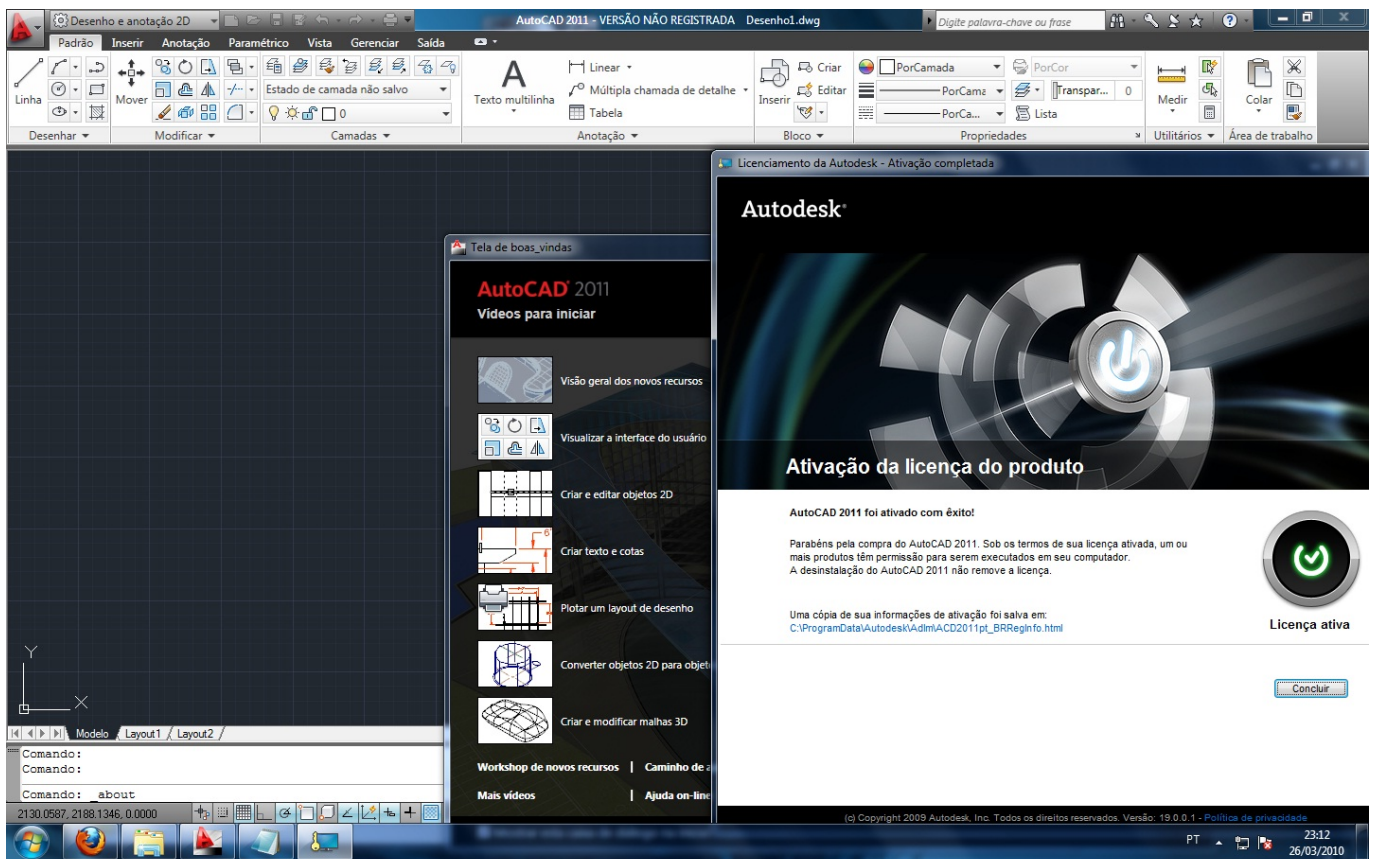 Desenho e anotação 2D
AutoCAD 2011 - VERSÃO NÃO REGISTRADA Desenho1.dwg
Digite palavra-chave ou frase
Padrão Inserir Anotação Paramétrico Vista Gerenciar Saída
Linha
Mover
Estado de camada não salvo
0
Texto multilinha
Linear
Múltipla chamada de detalhe
Tabela
Inserir
Criar
Editar
PorCamada
PorCama
PorCa...
PorCor
Transpar... 0
Lista
Medir
Colar
Desenhar Modificar Camadas Anotação Bloco Propriedades Utilitários Área de trabalho
Tela de boas_vindas
AutoCAD 2011
Vídeos para iniciar
Visão geral dos novos recursos
Visualizar a interface do usuário
Criar e editar objetos 2D
Criar texto e cotas
Plotar um layout de desenho
Converter objetos 2D para objet
Criar e modificar malhas 3D
Workshop de novos recursos | Caminho de a
Mais vídeos | Ajuda on-line
Licenciamento da Autodesk - Ativação completada
Autodesk
Ativação da licença do produto
AutoCAD 2011 foi ativado com êxito!
Parabéns pela compra do AutoCAD 2011. Sob os termos de sua licença ativada, um ou
mais produtos têm permissão para serem executados em seu computador.
A desinstalação do AutoCAD 2011 não remove a licença.
Uma cópia de sua informações de ativação foi salva em:
C:\ProgramData\Autodesk\Adlm\ACD2011pt_BRRegInfo.html
Licença ativa
Concluir
(c) Copyright 2009 Autodesk, Inc. Todos os direitos reservados. Versão: 19.0.0.1 - Política de privacidade
Y
X
Modelo Layout1 Layout2
Comando:
Comando:
Comando: _about
2130.0587, 2188.1346, 0.0000
PT
23:12
26/03/2010